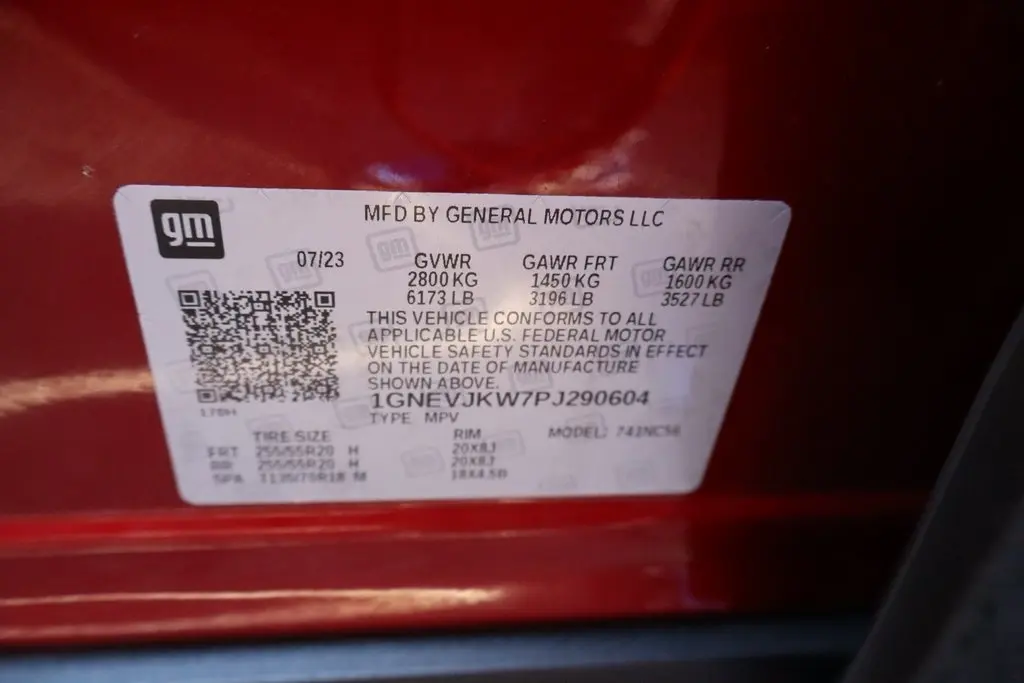 gm
MFD BY GENERAL MOTORS LLC
07/23
GVWR GAWR FRT GAWR RR
2800 KG 1450 KG 1600 KG
6173 LB 3196 LB 3527 LB
THIS VEHICLE CONFORMS TO ALL
APPLICABLE U.S. FEDERAL MOTOR
VEHICLE SAFETY STANDARDS IN EFFECT
ON THE DATE OF MANUFACTURE
SHOWN ABOVE.
1GNEVJKW7PJ290604
TYPE MPV
TIRE SIZE RIM MODEL:
FRT 255/55R20 H 20X8J
RR 255/55R20 H 20X8J
SPA